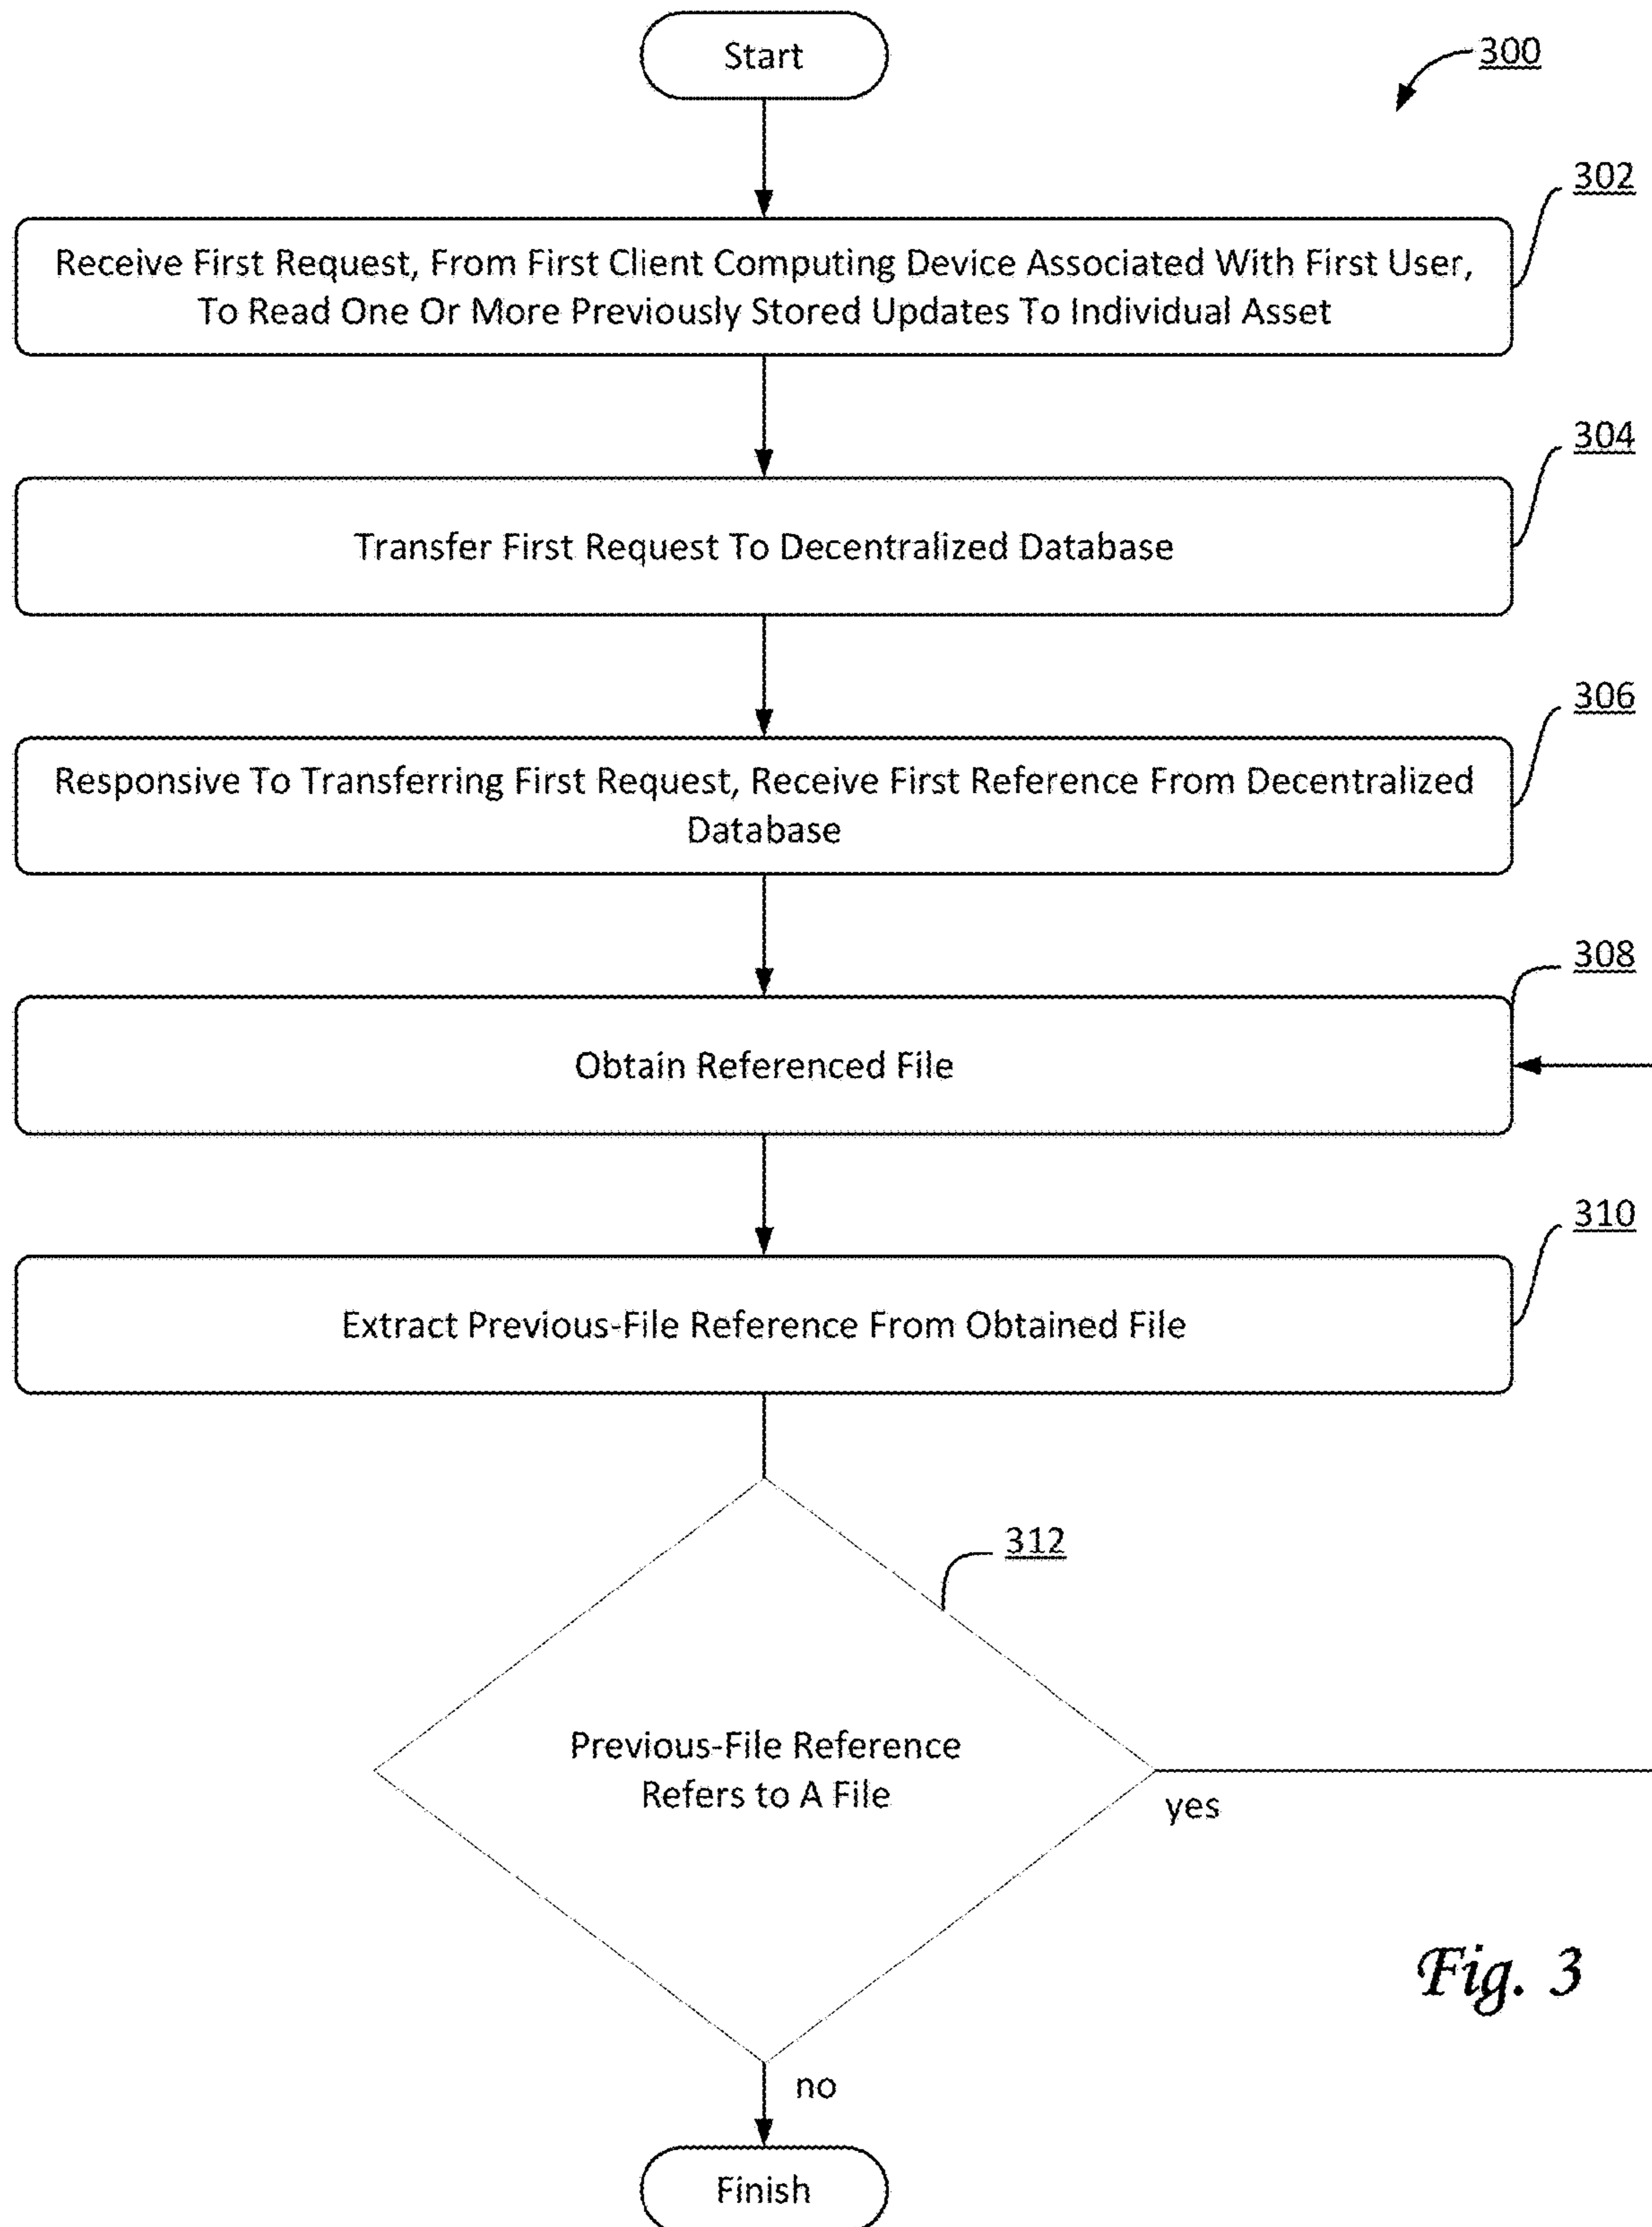 Start
300
302
Receive First Request, From First Client Computing Device Associated With First User,
To Read One Or More Previously Stored Updates To Individual Asset
304
Transfer First Request To Decentralized Database
306
Responsive To Transferring First Request, Receive First Reference From Decentralized
Database
308
Obtain Referenced File
310
Extract Previous-File Reference From Obtained File
312
Previous-File Reference
Refers to A File
yes
Fig. 3
no
Finish